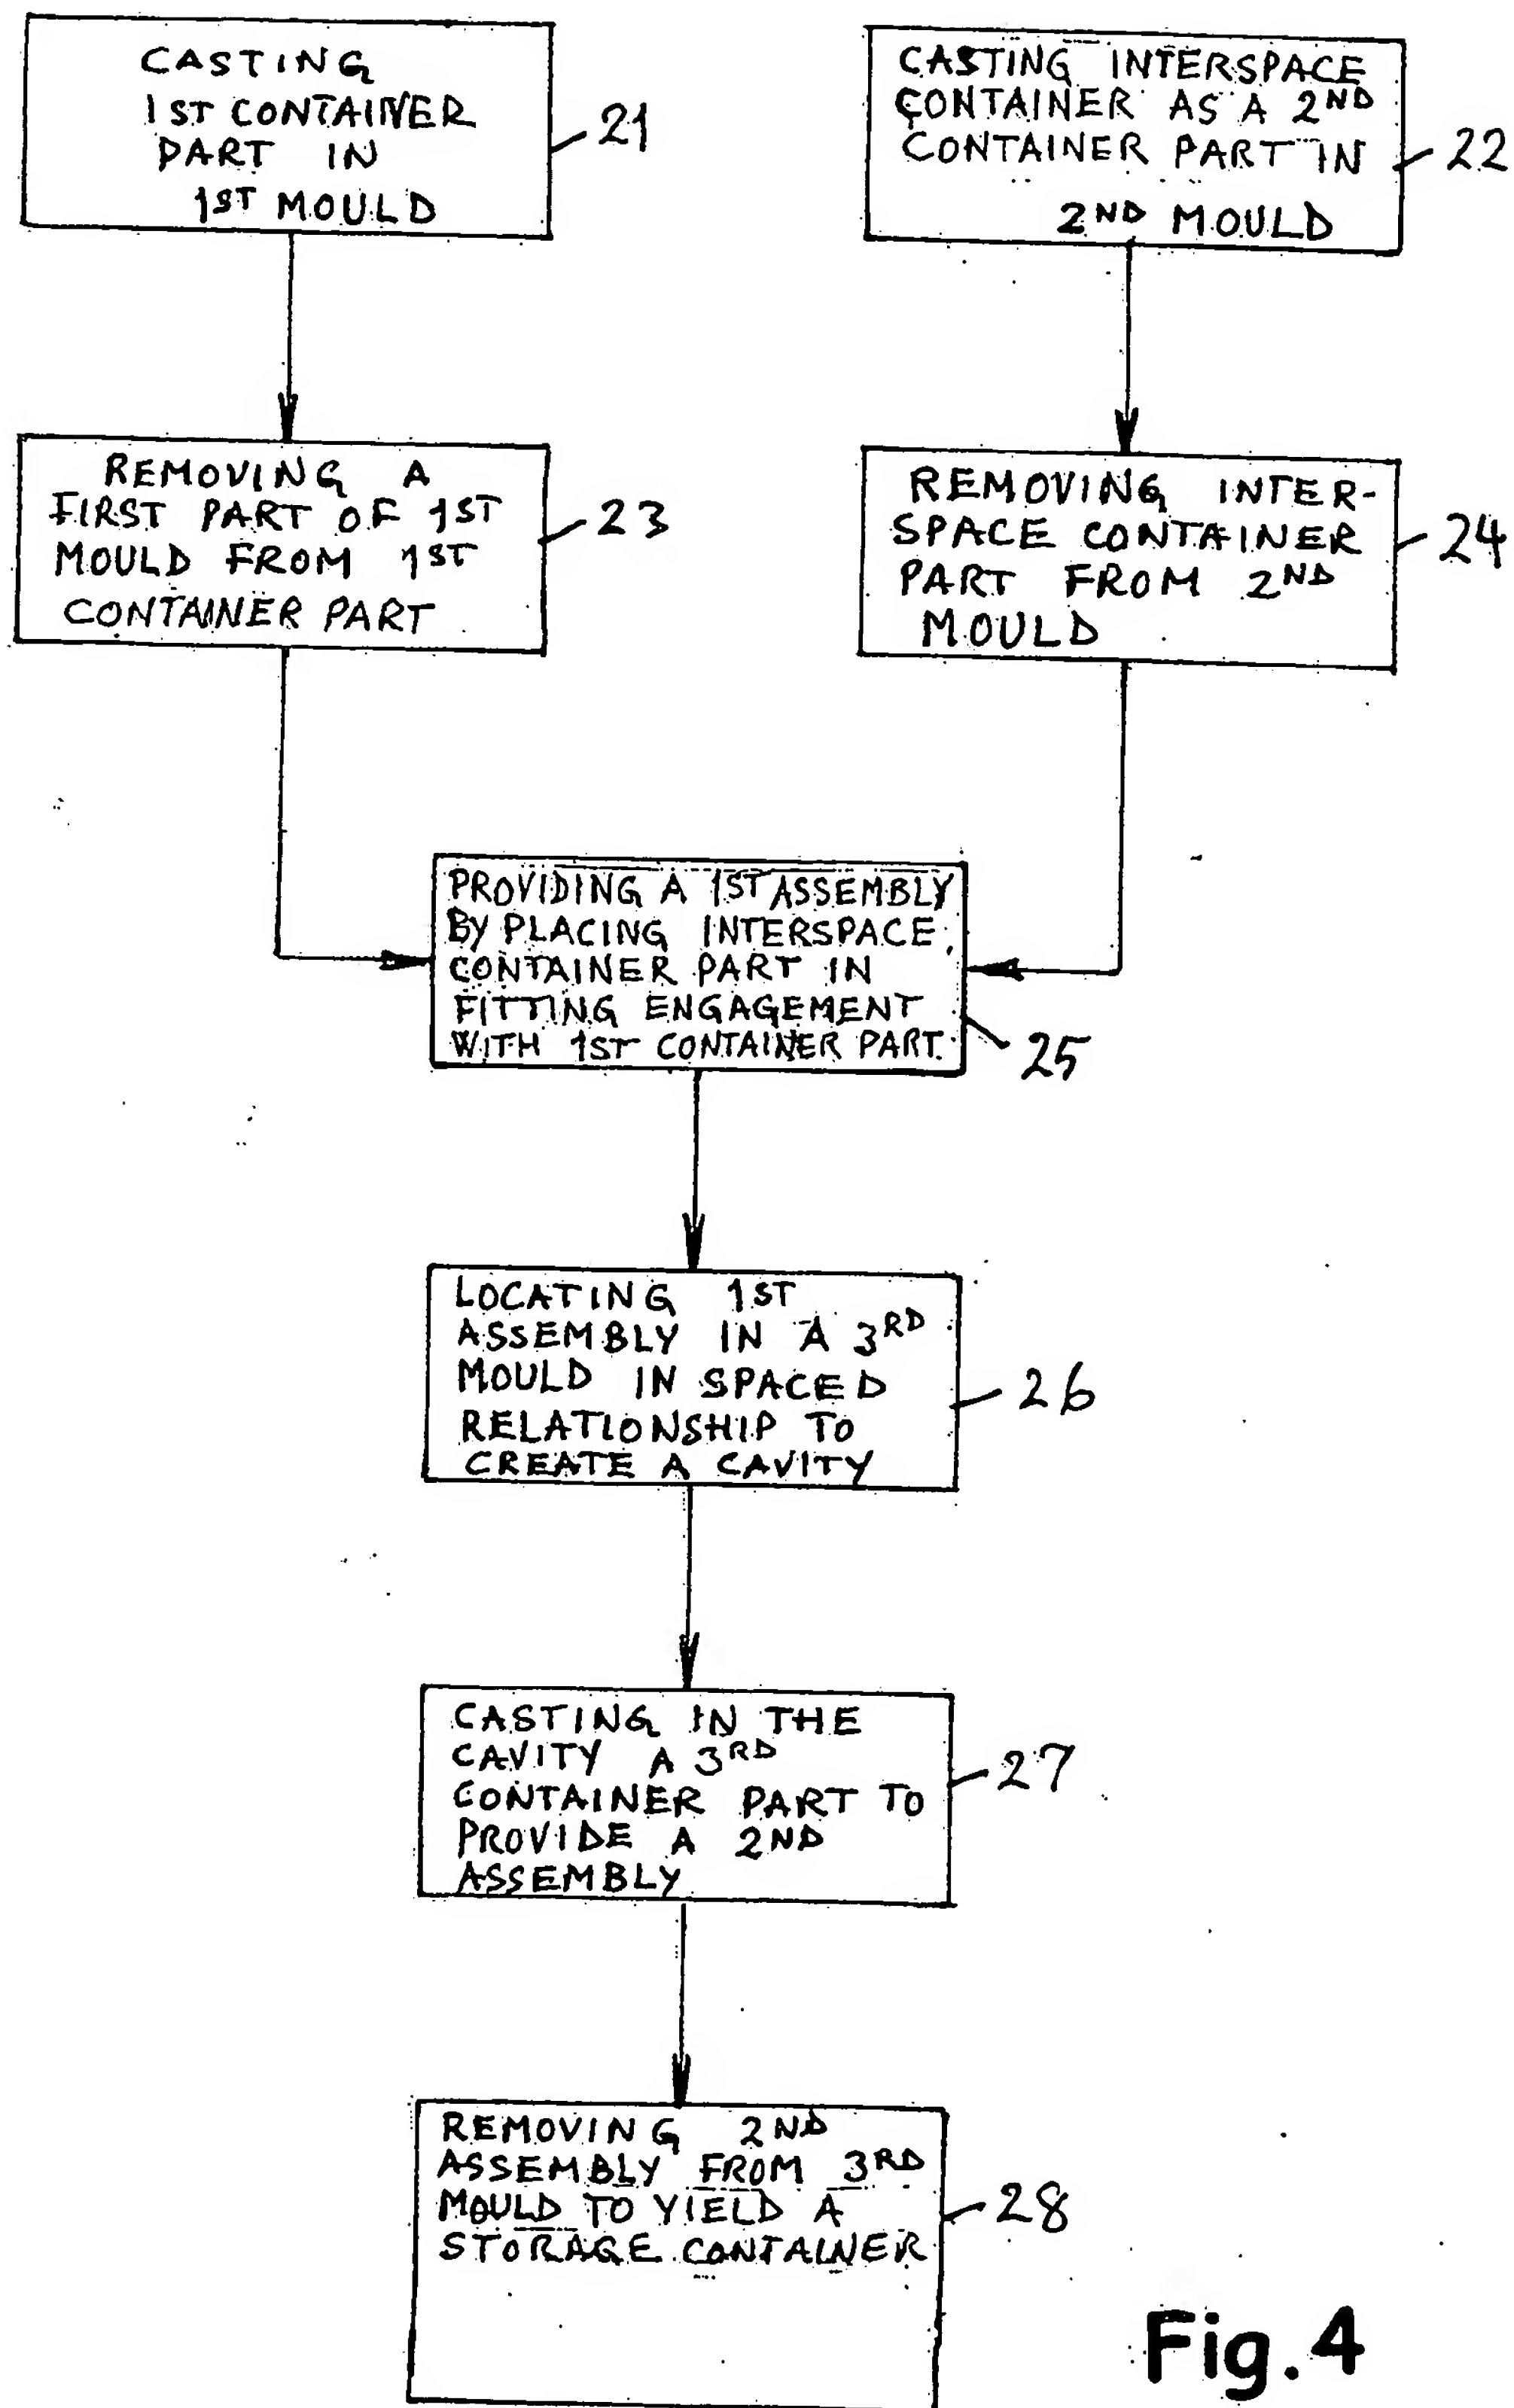 CASTING
1ST CONTAINER
PART IN
1ST MOULD
21
CASTING INTERSPACE
CONTAINER AS A 2ND
CONTAINER PART IN
2ND MOULD
22
REMOVING A
FIRST PART OF 1ST
MOULD FROM 1ST
CONTAINER PART
23
REMOVING INTER-
SPACE CONTAINER
PART FROM 2ND
MOULD
24
PROVIDING A 1ST ASSEMBLY
BY PLACING INTERSPACE
CONTAINER PART IN
FITTING ENGAGEMENT
WITH 1ST CONTAINER PART
25
LOCATING 1ST
ASSEMBLY IN A 3RD
MOULD IN SPACED
RELATIONSHIP TO
CREATE A CAVITY
26
CASTING IN THE
CAVITY A 3RD
CONTAINER PART TO
PROVIDE A 2ND
ASSEMBLY
27
REMOVING 2ND
ASSEMBLY FROM 3RD
MOULD TO YIELD A
STORAGE CONTAINER
28
Fig. 4